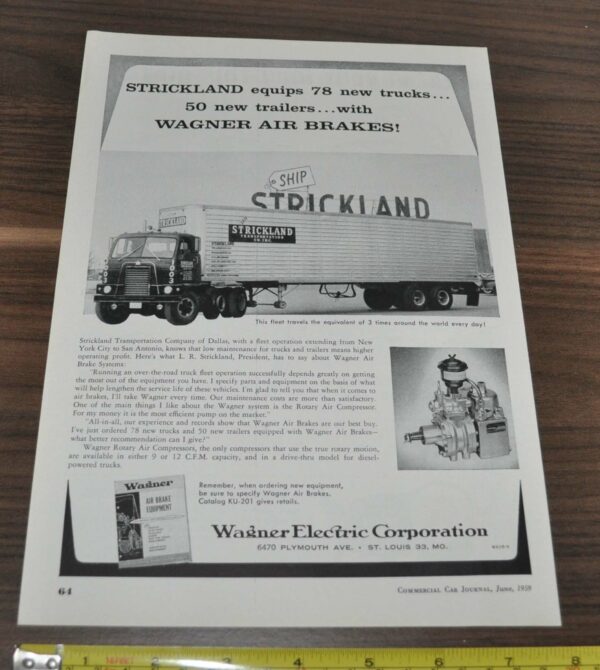 STRICKLAND equips 78 new trucks...
50 new trailers...with
WAGNER AIR BRAKES!
SHIP
STRICKLAND
STRICKLAND
TRANSPORTATION
CO. INC.
This fleet travels the equivalent of 3 times around the world every day!
Strickland Transportation Company of Dallas, with a fleet operation extending from New
York City to San Antonio, knows that low maintenance for trucks and trailers means higher
operating profit. Here's what L. R. Strickland, President, has to say about Wagner Air
Brake Systems:
"Running an over-the-road truck fleet operation successfully depends greatly on getting
the most out of the equipment you have. I specify parts and equipment on the basis of what
will help lengthen the service life of these vehicles. I'm glad to tell you that when it comes to
air brakes, I'll take Wagner every time. Our maintenance costs are more than satisfactory.
One of the main things I like about the Wagner system is the Rotary Air Compressor.
For my money it is the most efficient pump on the market."
"All-in-all, our experience and records show that Wagner Air Brakes are our best buy.
I've just ordered 78 new trucks and 50 new trailers equipped with Wagner Air Brakes—
what better recommendation can I give?"
Wagner Rotary Air Compressors, the only compressors that use the true rotary motion,
are available in either 9 or 12 C.F.M. capacity, and in a drive-thru model for diesel-
powered trucks.
Wagner
AIR BRAKE
EQUIPMENT
Remember, when ordering new equipment,
be sure to specify Wagner Air Brakes.
Catalog KU-201 gives details.
Wagner Electric Corporation
6470 PLYMOUTH AVE. • ST. LOUIS 33, MO.
64
COMMERCIAL CAR JOURNAL, June, 1958
1 2 3 4 5 6 7 8